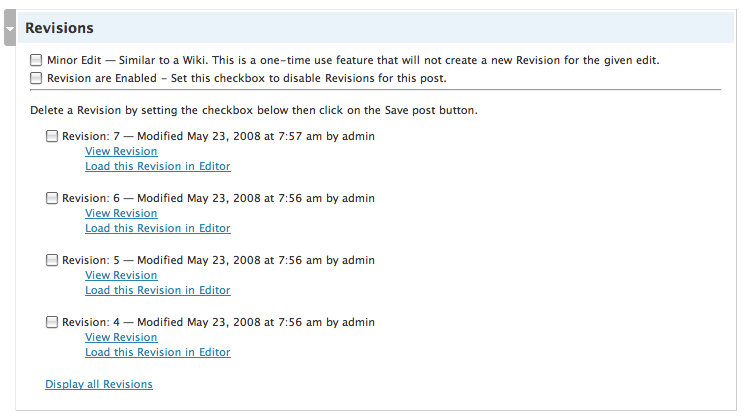 Revisions
Minor Edit — Similar to a Wiki. This is a one-time use feature that will not create a new Revision for the given edit.
Revision are Enabled – Set this checkbox to disable Revisions for this post.
Delete a Revision by setting the checkbox below then click on the Save post button.
Revision: 7 — Modified May 23, 2008 at 7:57 am by admin
View Revision
Load this Revision in Editor
Revision: 6 — Modified May 23, 2008 at 7:56 am by admin
View Revision
Load this Revision in Editor
Revision: 5 — Modified May 23, 2008 at 7:56 am by admin
View Revision
Load this Revision in Editor
Revision: 4 — Modified May 23, 2008 at 7:56 am by admin
View Revision
Load this Revision in Editor
Display all Revisions